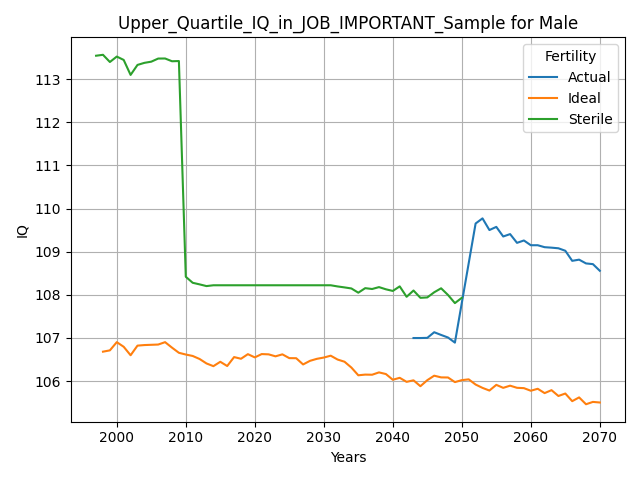 Upper_Quartile_IQ_in_JOB_IMPORTANT_Sample for Male
Fertility
Actual
Ideal
Sterile
IQ
113
112
111
110
109
108
107
106
2000 2010 2020 2030 2040 2050 2060 2070
Years